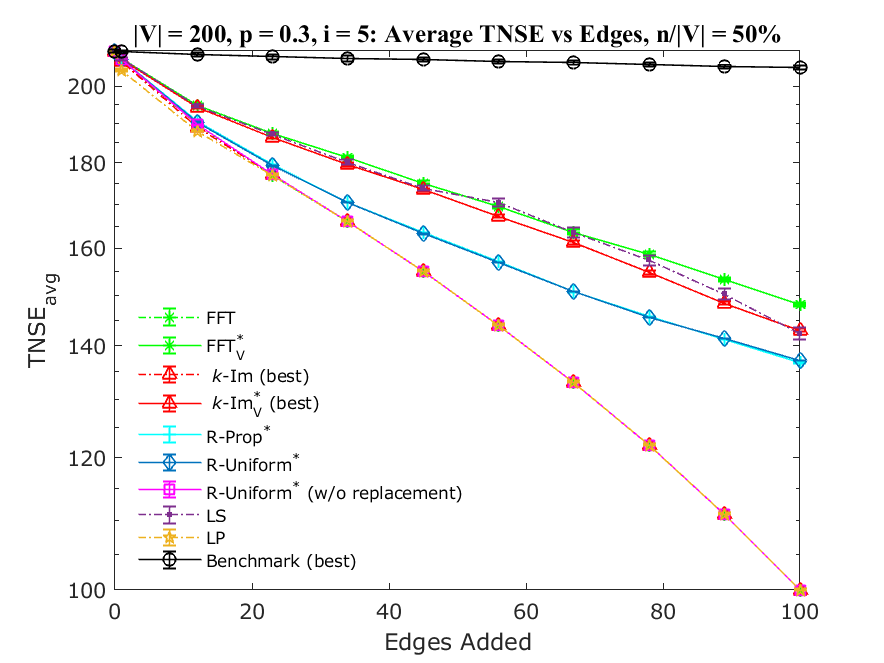 |V| = 200, p = 0.3, i = 5: Average TNSE vs Edges, n/|V| = 50%
200
180
160
140
120
100
TNSE_avg
FFT
FFT*_V
k-Im (best)
k-Im*_V (best)
R-Prop*
R-Uniform*
R-Uniform* (w/o replacement)
LS
LP
Benchmark (best)
0 20 40 60 80 100
Edges Added